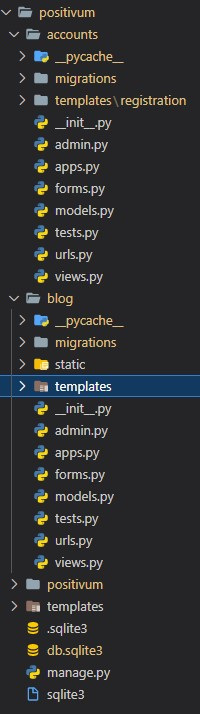 positivum
accounts
__pycache__
migrations
templates\registration
__init__.py
admin.py
apps.py
forms.py
models.py
tests.py
urls.py
views.py
blog
__pycache__
migrations
static
templates
__init__.py
admin.py
apps.py
forms.py
models.py
tests.py
urls.py
views.py
positivum
templates
.sqlite3
db.sqlite3
manage.py
sqlite3